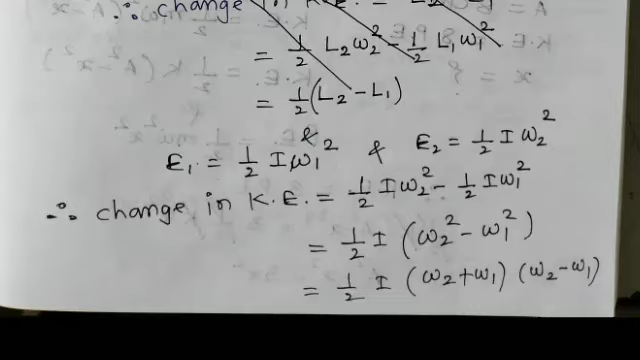 ∴ change in K.E. =
= 1/2 L₂ω₂² - 1/2 L₁ω₁²
= 1/2 (L₂ - L₁)
E₁ = 1/2 Iω₁² & E₂ = 1/2 Iω₂²
∴ change in K.E. = 1/2 Iω₂² - 1/2 Iω₁²
= 1/2 I (ω₂² - ω₁²)
= 1/2 I (ω₂+ω₁) (ω₂-ω₁)